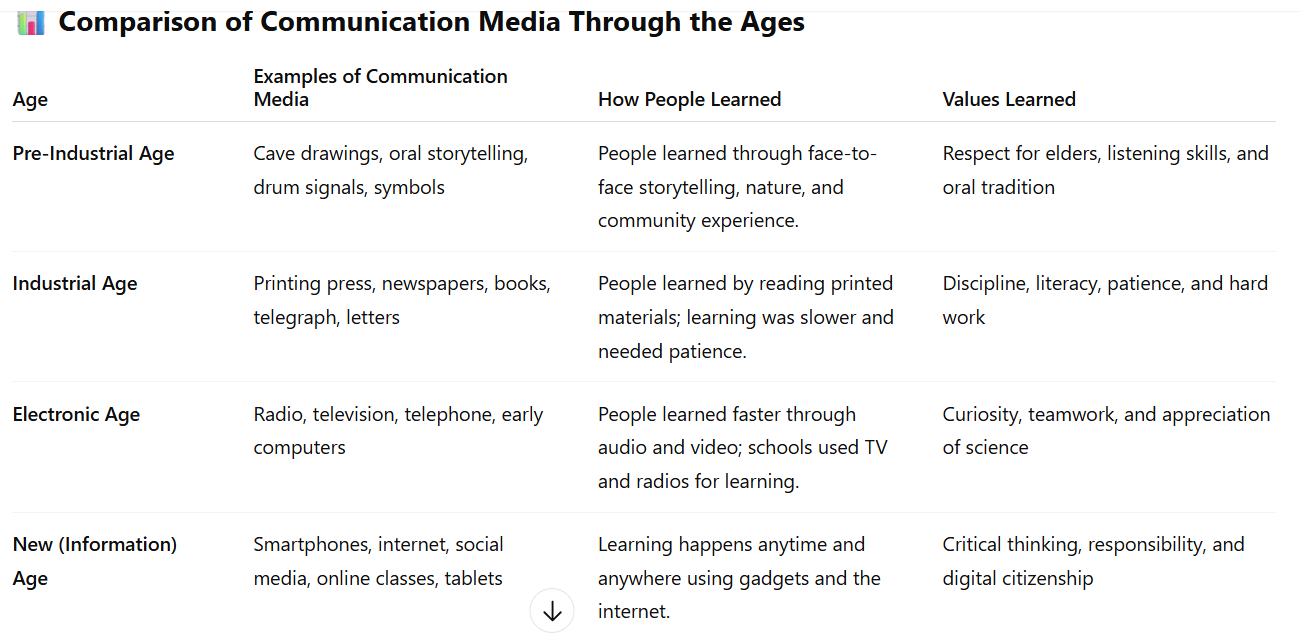 Comparison of Communication Media Through the Ages
Age
Examples of Communication
Media
How People Learned
Values Learned
Pre-Industrial Age
Cave drawings, oral storytelling,
drum signals, symbols
People learned through face-to-
face storytelling, nature, and
community experience.
Respect for elders, listening skills, and
oral tradition
Industrial Age
Printing press, newspapers, books,
telegraph, letters
People learned by reading printed
materials; learning was slower and
needed patience.
Discipline, literacy, patience, and hard
work
Electronic Age
Radio, television, telephone, early
computers
People learned faster through
audio and video; schools used TV
and radios for learning.
Curiosity, teamwork, and appreciation
of science
New (Information)
Age
Smartphones, internet, social
media, online classes, tablets
Learning happens anytime and
anywhere using gadgets and the
internet.
Critical thinking, responsibility, and
digital citizenship